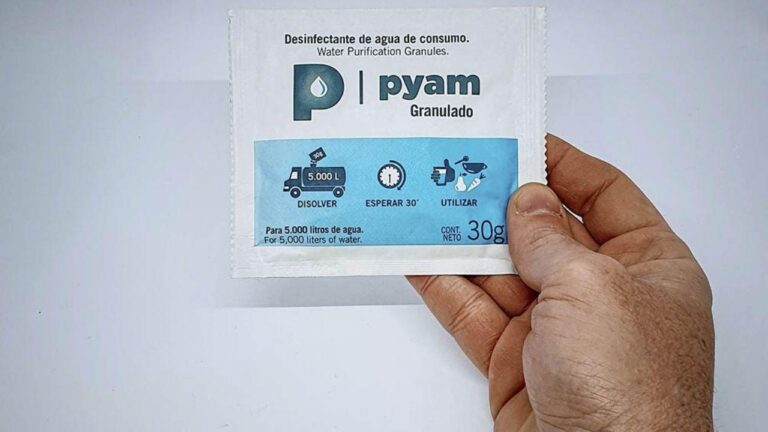 Desinfectante de agua de consumo.
Water Purification Granules.
P | pyam
Granulado
30g
5.000 L
DISOLVER
ESPERAR 30'
UTILIZAR
Para 5.000 litros de agua.
For 5,000 liters of water.
CONT. NETO 30g